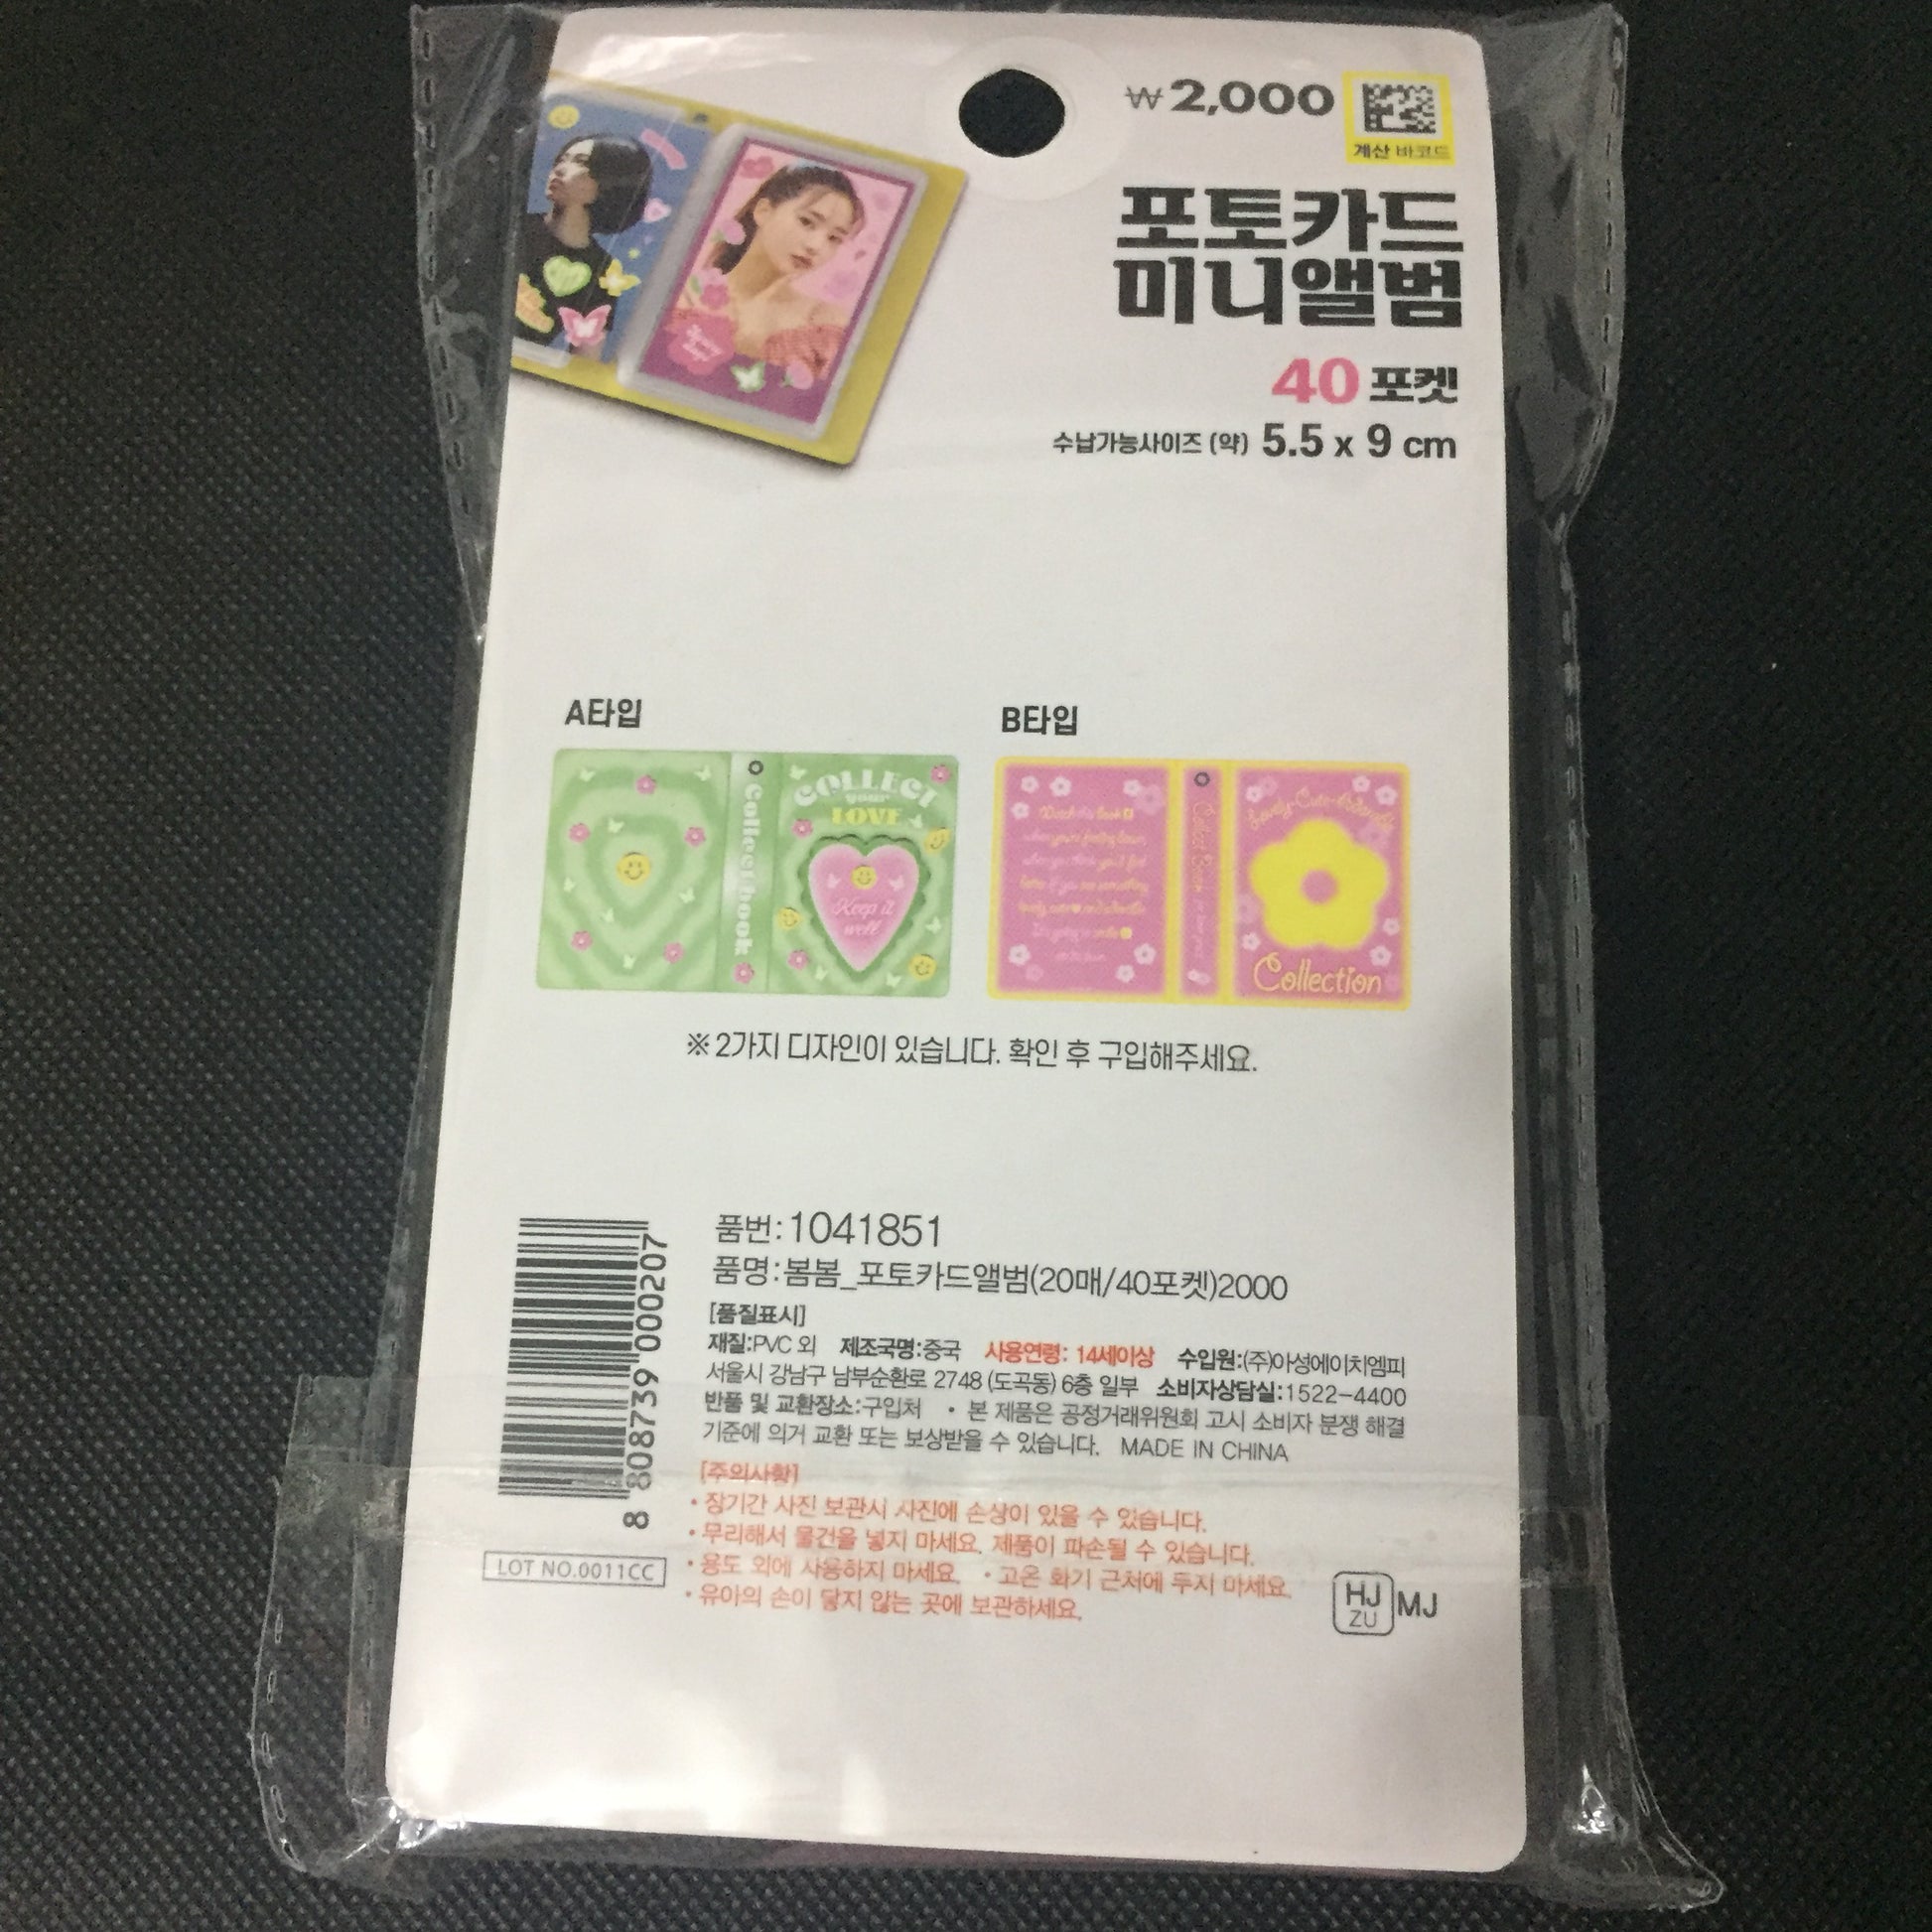 ₩2,000
계산 바코드
포토카드
미니앨범
40 포켓
수납가능사이즈 (약) 5.5 x 9 cm
A타입
B타입
Collect book
COLLECT
your
LOVE
Keep it
well
Collection
※ 2가지 디자인이 있습니다. 확인 후 구입해주세요.
품번:1041851
품명:봄봄_포토카드앨범(20매/40포켓)2000
[품질표시]
재질:PVC 외 제조국명:중국 사용연령: 14세이상 수입원:(주)아성에이치엠피
서울시 강남구 남부순환로 2748 (도곡동) 6층 일부 소비자상담실:1522-4400
반품 및 교환장소:구입처 • 본 제품은 공정거래위원회 고시 소비자 분쟁 해결
기준에 의거 교환 또는 보상받을 수 있습니다. MADE IN CHINA
[주의사항]
• 장기간 사진 보관시 사진에 손상이 있을 수 있습니다.
• 무리해서 물건을 넣지 마세요. 제품이 파손될 수 있습니다.
• 용도 외에 사용하지 마세요. • 고온 화기 근처에 두지 마세요.
• 유아의 손이 닿지 않는 곳에 보관하세요.
8 808739 000207
LOT NO.0011CC
HJ
ZU
MJ